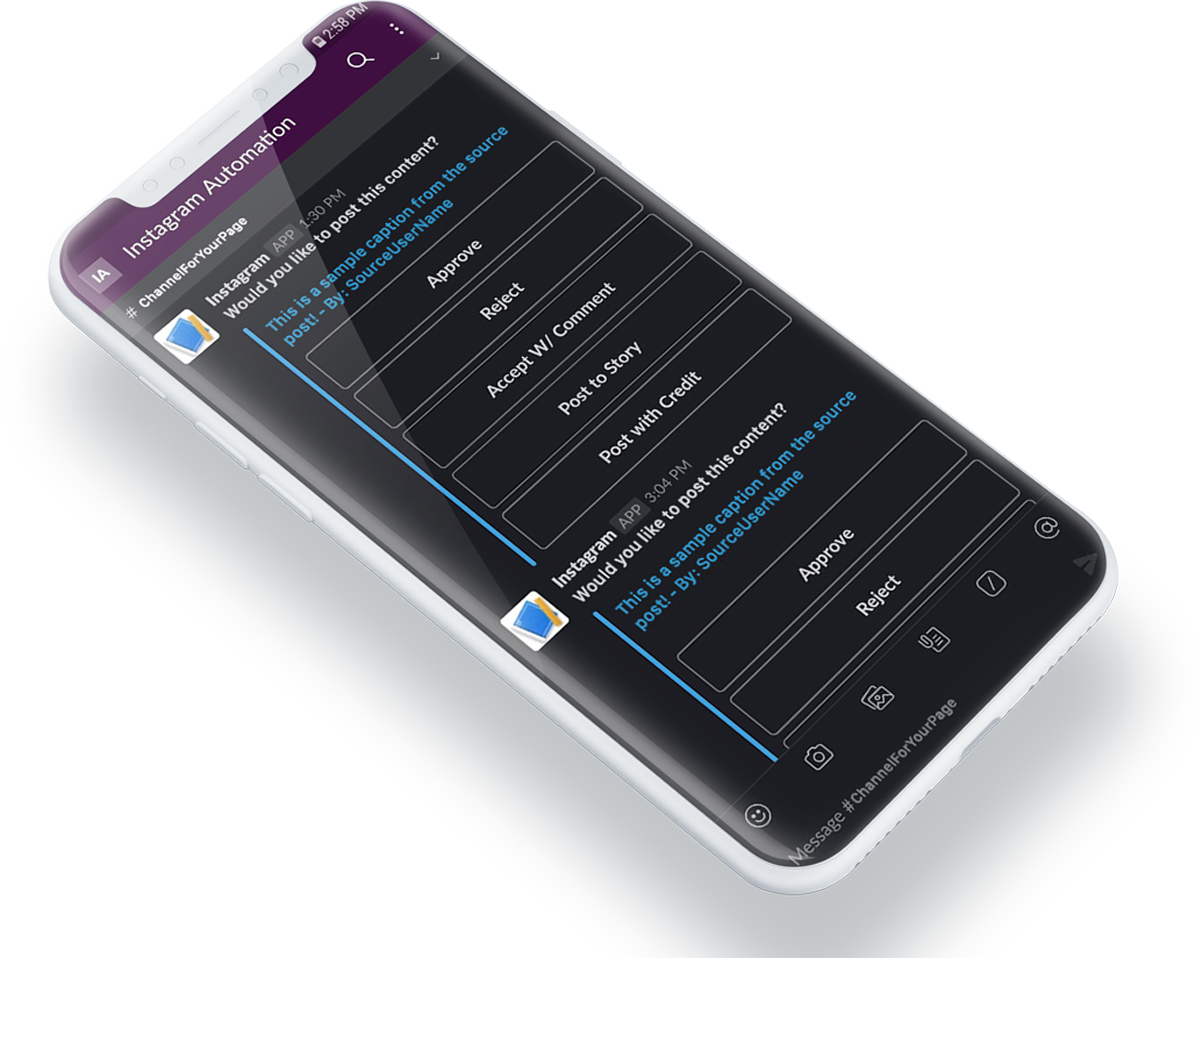 2:58 PM
IA Instagram Automation
# ChannelForYourPage
Instagram APP 1:30 PM
Would you like to post this content?
This is a sample caption from the source
post! - By: SourceUserName
Approve
Reject
Accept W/ Comment
Post to Story
Post with Credit
Instagram APP 3:04 PM
Would you like to post this content?
This is a sample caption from the source
post! - By: SourceUserName
Approve
Reject
Message #ChannelForYourPage